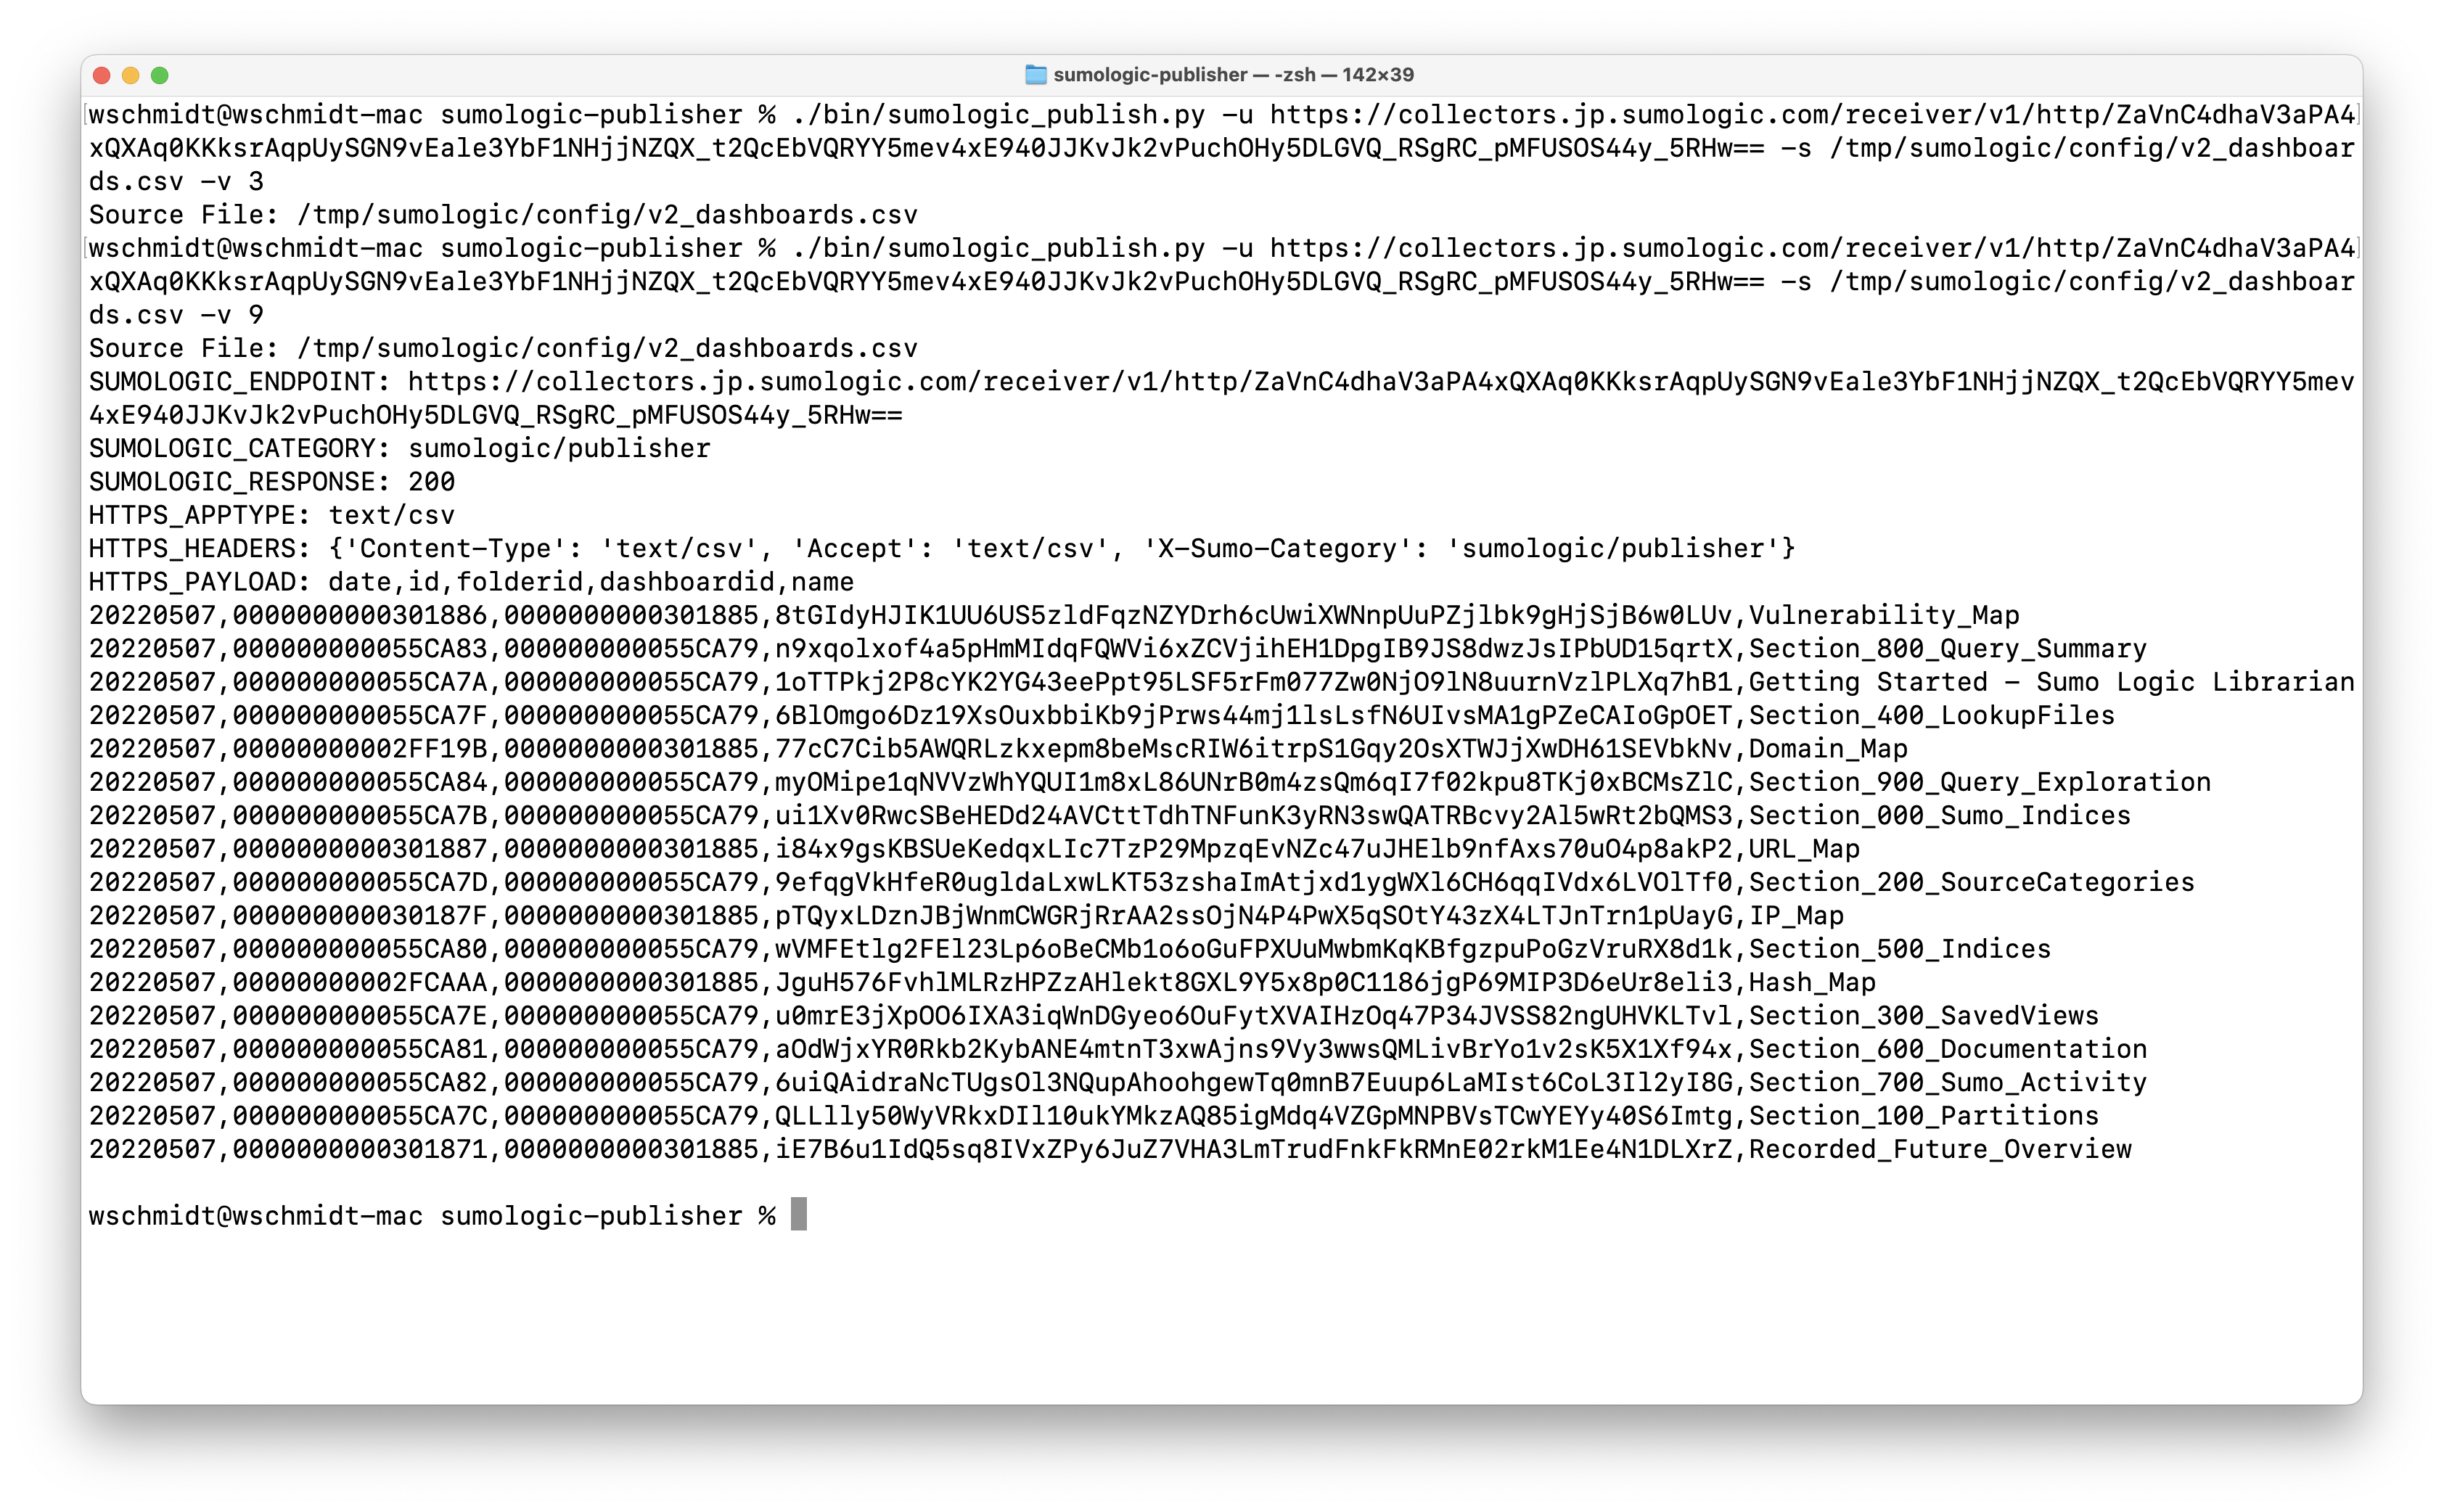 sumologic-publisher — -zsh — 142×39
wschmidt@wschmidt-mac sumologic-publisher % ./bin/sumologic_publish.py -u https://collectors.jp.sumologic.com/receiver/v1/http/ZaVnC4dhaV3aPA4
xQXAq0KKksrAqpUySGN9vEale3YbF1NHjjNZQX_t2QcEbVQRYY5mev4xE940JJKvJk2vPuchOHy5DLGVQ_RSgRC_pMFUSOS44y_5RHw== -s /tmp/sumologic/config/v2_dashboar
ds.csv -v 3
Source File: /tmp/sumologic/config/v2_dashboards.csv
wschmidt@wschmidt-mac sumologic-publisher % ./bin/sumologic_publish.py -u https://collectors.jp.sumologic.com/receiver/v1/http/ZaVnC4dhaV3aPA4
xQXAq0KKksrAqpUySGN9vEale3YbF1NHjjNZQX_t2QcEbVQRYY5mev4xE940JJKvJk2vPuchOHy5DLGVQ_RSgRC_pMFUSOS44y_5RHw== -s /tmp/sumologic/config/v2_dashboar
ds.csv -v 9
Source File: /tmp/sumologic/config/v2_dashboards.csv
SUMOLOGIC_ENDPOINT: https://collectors.jp.sumologic.com/receiver/v1/http/ZaVnC4dhaV3aPA4xQXAq0KKksrAqpUySGN9vEale3YbF1NHjjNZQX_t2QcEbVQRYY5mev
4xE940JJKvJk2vPuchOHy5DLGVQ_RSgRC_pMFUSOS44y_5RHw==
SUMOLOGIC_CATEGORY: sumologic/publisher
SUMOLOGIC_RESPONSE: 200
HTTPS_APPTYPE: text/csv
HTTPS_HEADERS: {'Content-Type': 'text/csv', 'Accept': 'text/csv', 'X-Sumo-Category': 'sumologic/publisher'}
HTTPS_PAYLOAD: date,id,folderid,dashboardid,name
20220507,0000000000301886,0000000000301885,8tGIdyHJIK1UU6US5zldFqzNZYDrh6cUwiXWNnpUuPZjlbk9gHjSjB6w0LUv,Vulnerability_Map
20220507,000000000055CA83,000000000055CA79,n9xqolxof4a5pHmMIdqFQWVi6xZCVjihEH1DpgIB9JS8dwzJsIPbUD15qrtX,Section_800_Query_Summary
20220507,000000000055CA7A,000000000055CA79,1oTTPkj2P8cYK2YG43eePpt95LSF5rFm077Zw0NjO9lN8uurnVzlPLXq7hB1,Getting Started - Sumo Logic Librarian
20220507,000000000055CA7F,000000000055CA79,6BlOmgo6Dz19XsOuxbbiKb9jPrws44mj1lsLsfN6UIvsMA1gPZeCAIoGpOET,Section_400_LookupFiles
20220507,00000000002FF19B,0000000000301885,77cC7Cib5AWQRLzkxepm8beMscRIW6itrpS1Gqy2OsXTWJjXwDH61SEVbkNv,Domain_Map
20220507,000000000055CA84,000000000055CA79,myOMipe1qNVVzWhYQUI1m8xL86UNrB0m4zsQm6qI7f02kpu8TKj0xBCMsZlC,Section_900_Query_Exploration
20220507,000000000055CA7B,000000000055CA79,ui1Xv0RwcSBeHEDd24AVCttTdhTNFunK3yRN3swQATRBcvy2Al5wRt2bQMS3,Section_000_Sumo_Indices
20220507,0000000000301887,0000000000301885,i84x9gsKBSUeKedqxLIc7TzP29MpzqEvNZc47uJHElb9nfAxs70uO4p8akP2,URL_Map
20220507,000000000055CA7D,000000000055CA79,9efqgVkHfeR0ugldaLxwLKT53zshaImAtjxd1ygWXl6CH6qqIVdx6LVOlTf0,Section_200_SourceCategories
20220507,000000000030187F,0000000000301885,pTQyxLDznJBjWnmCWGRjRrAA2ssOjN4P4PwX5qSOtY43zX4LTJnTrn1pUayG,IP_Map
20220507,000000000055CA80,000000000055CA79,wVMFEtlg2FEl23Lp6oBeCMb1o6oGuFPXUuMwbmKqKBfgzpuPoGzVruRX8d1k,Section_500_Indices
20220507,00000000002FCAAA,0000000000301885,JguH576FvhlMLRzHPZzAHlekt8GXL9Y5x8p0C1186jgP69MIP3D6eUr8eli3,Hash_Map
20220507,000000000055CA7E,000000000055CA79,u0mrE3jXpOO6IXA3iqWnDGyeo6OuFytXVAIHzOq47P34JVSS82ngUHVKLTvl,Section_300_SavedViews
20220507,000000000055CA81,000000000055CA79,aOdWjxYR0Rkb2KybANE4mtnT3xwAjns9Vy3wwsQMLivBrYo1v2sK5X1Xf94x,Section_600_Documentation
20220507,000000000055CA82,000000000055CA79,6uiQAidraNcTUgsOl3NQupAhoohgewTq0mnB7Euup6LaMIst6CoL3Il2yI8G,Section_700_Sumo_Activity
20220507,000000000055CA7C,000000000055CA79,QLLlly50WyVRkxDIl10ukYMkzAQ85igMdq4VZGpMNPBVsTCwYEYy40S6Imtg,Section_100_Partitions
20220507,0000000000301871,0000000000301885,iE7B6u1IdQ5sq8IVxZPy6JuZ7VHA3LmTrudFnkFkRMnE02rkM1Ee4N1DLXrZ,Recorded_Future_Overview
wschmidt@wschmidt-mac sumologic-publisher %